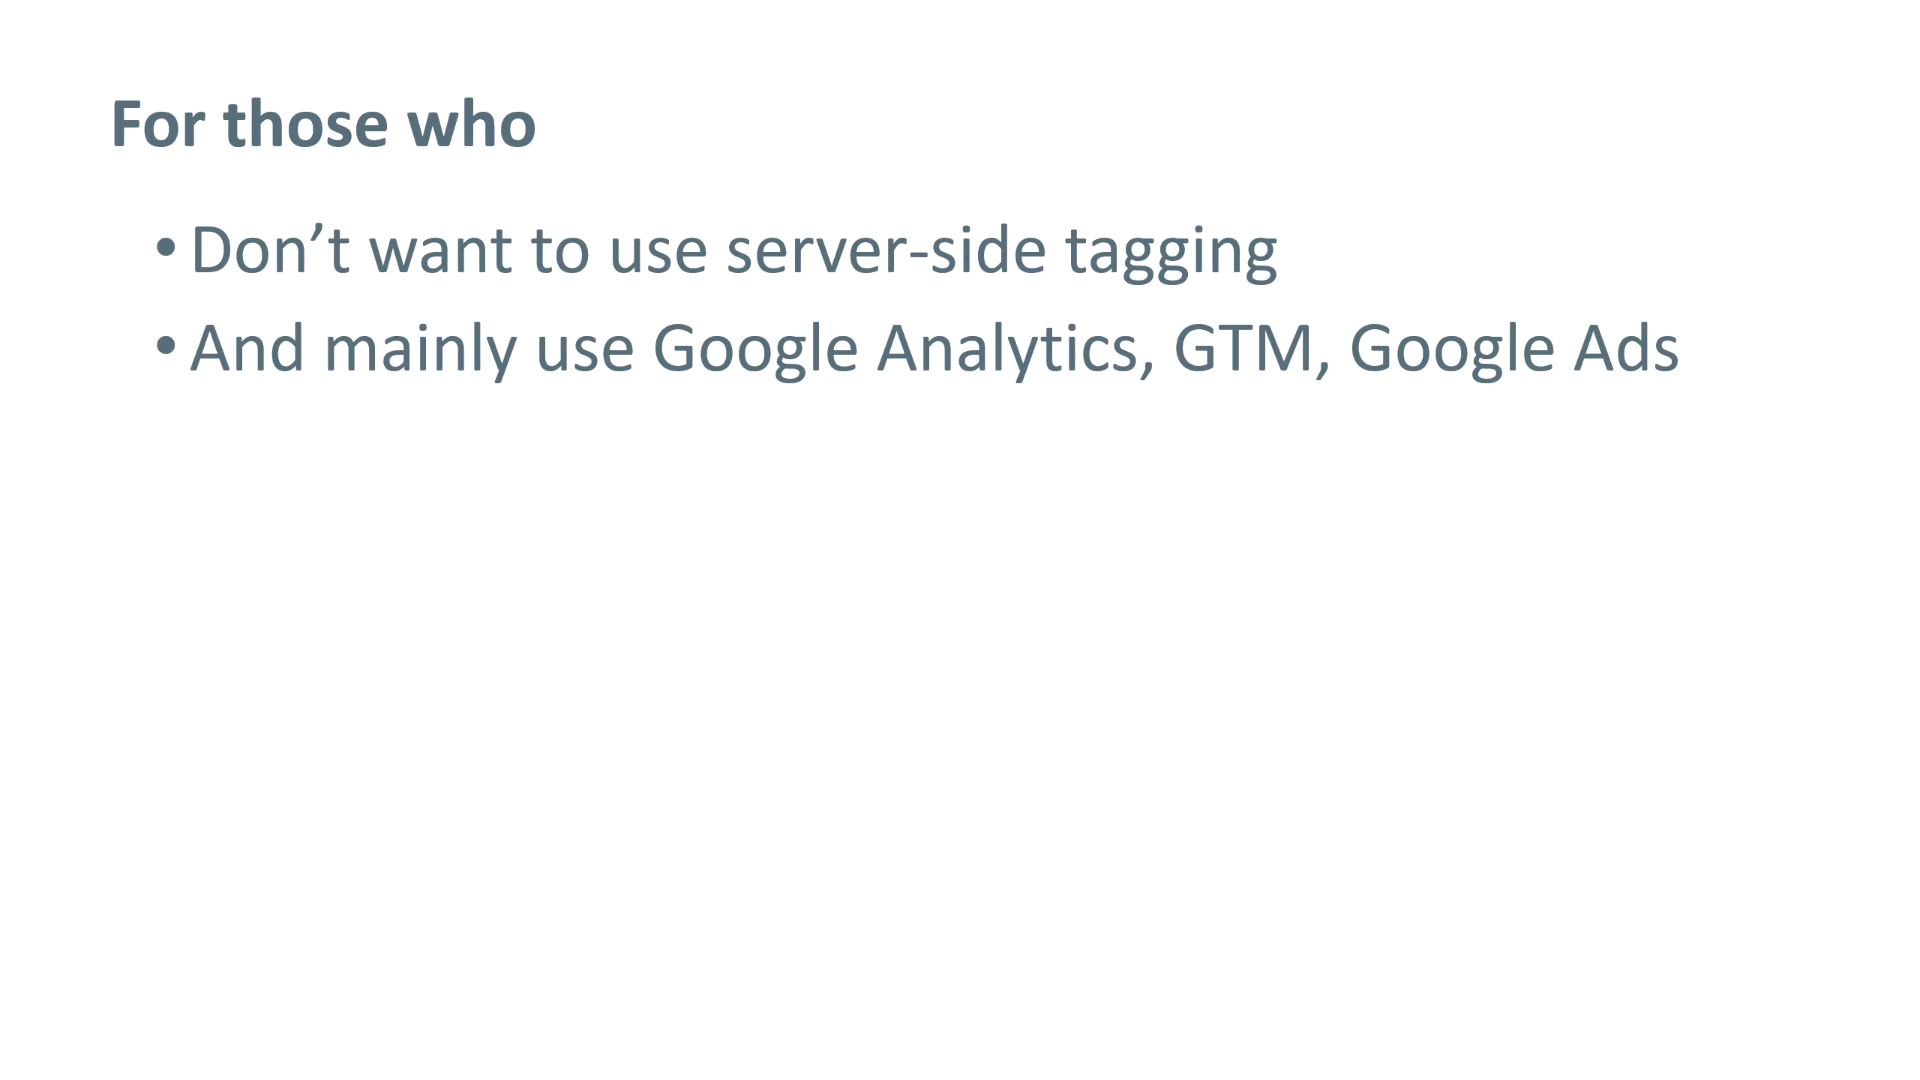 For those who
• Don’t want to use server-side tagging
• And mainly use Google Analytics, GTM, Google Ads